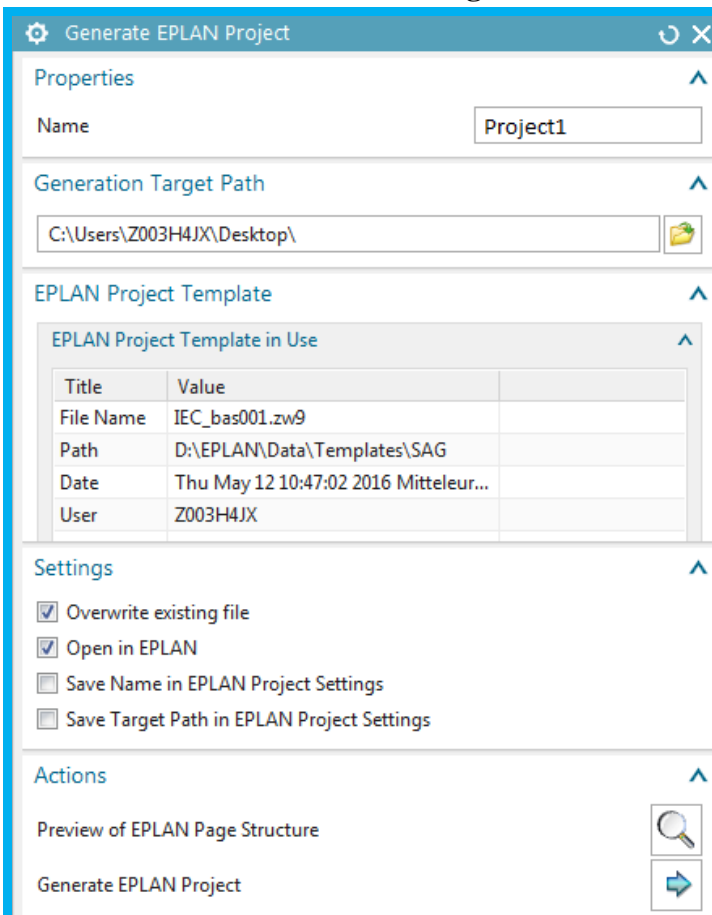 Generate EPLAN Project
Properties
Name Project1
Generation Target Path
C:\Users\Z003H4JX\Desktop\
EPLAN Project Template
EPLAN Project Template in Use
Title Value
File Name IEC_bas001.zw9
Path D:\EPLAN\Data\Templates\SAG
Date Thu May 12 10:47:02 2016 Mitteleur...
User Z003H4JX
Settings
Overwrite existing file
Open in EPLAN
Save Name in EPLAN Project Settings
Save Target Path in EPLAN Project Settings
Actions
Preview of EPLAN Page Structure
Generate EPLAN Project